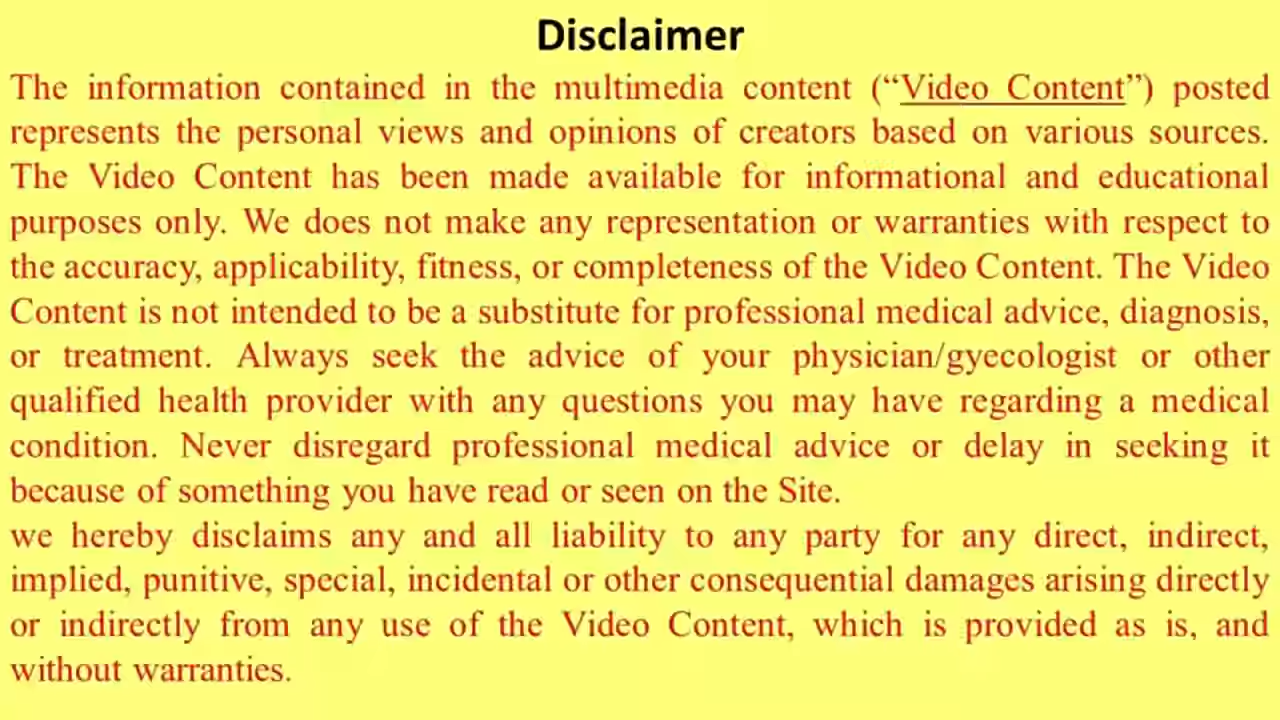 Disclaimer
The information contained in the multimedia content (“Video Content”) posted
represents the personal views and opinions of creators based on various sources.
The Video Content has been made available for informational and educational
purposes only. We does not make any representation or warranties with respect to
the accuracy, applicability, fitness, or completeness of the Video Content. The Video
Content is not intended to be a substitute for professional medical advice, diagnosis,
or treatment. Always seek the advice of your physician/gyecologist or other
qualified health provider with any questions you may have regarding a medical
condition. Never disregard professional medical advice or delay in seeking it
because of something you have read or seen on the Site.
we hereby disclaims any and all liability to any party for any direct, indirect,
implied, punitive, special, incidental or other consequential damages arising directly
or indirectly from any use of the Video Content, which is provided as is, and
without warranties.